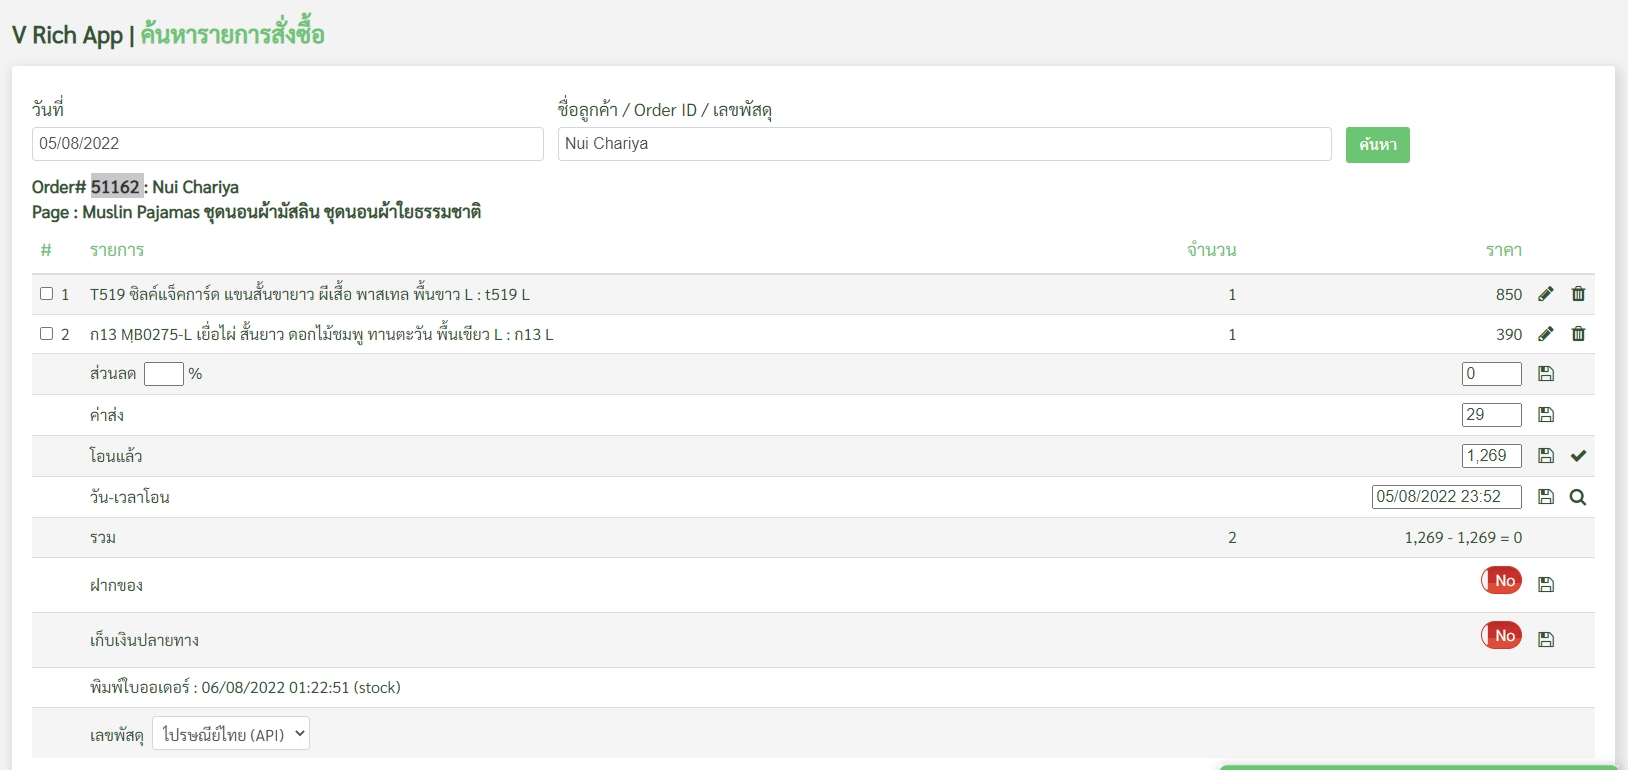 V Rich App | ค้นหารายการสั่งซื้อ
วันที่ ชื่อลูกค้า / Order ID / เลขพัสดุ
05/08/2022 Nui Chariya ค้นหา
Order# 51162 : Nui Chariya
Page : Muslin Pajamas ชุดนอนผ้ามัสลิน ชุดนอนผ้าใยธรรมชาติ
# รายการ จำนวน ราคา
1 T519 ซิลค์แจ็คการ์ด แขนสั้นขายาว ผีเสื้อ พาสเทล พื้นขาว L : t519 L 1 850
2 ก13 MB0275-L เยื่อไผ่ สั้นยาว ดอกไม้ชมพู ทานตะวัน พื้นเขียว L : ก13 L 1 390
ส่วนลด % 0
ค่าส่ง 29
โอนแล้ว 1,269
วัน-เวลาโอน 05/08/2022 23:52
รวม 2 1,269 - 1,269 = 0
ฝากของ No
เก็บเงินปลายทาง No
พิมพ์ใบออเดอร์ : 06/08/2022 01:22:51 (stock)
เลขพัสดุ ไปรษณีย์ไทย (API)